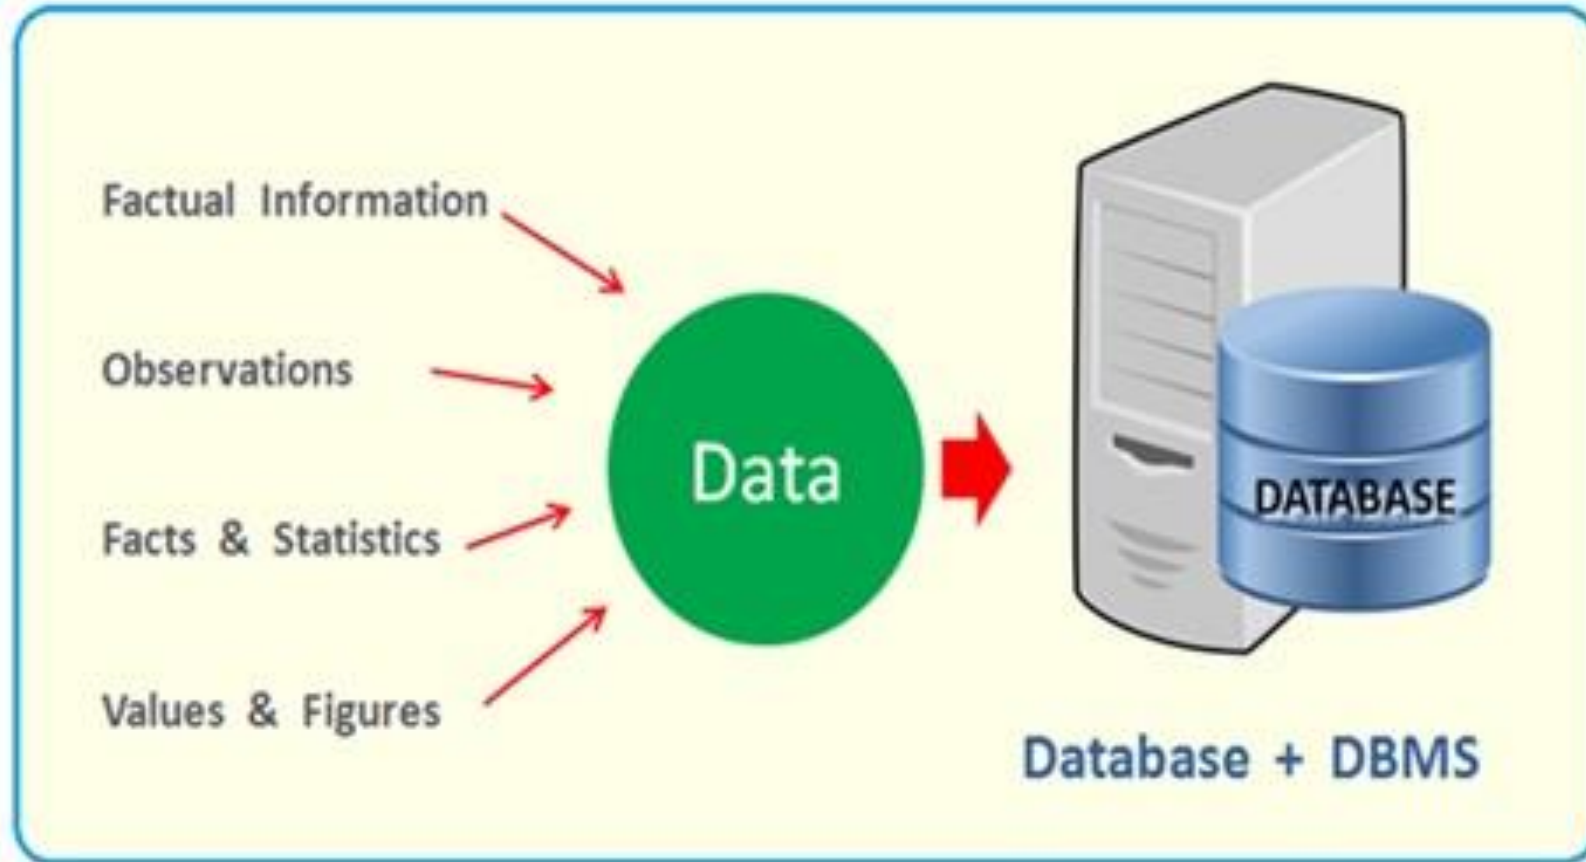 Factual Information
Observations
Facts & Statistics
Values & Figures
Data
DATABASE
Database + DBMS